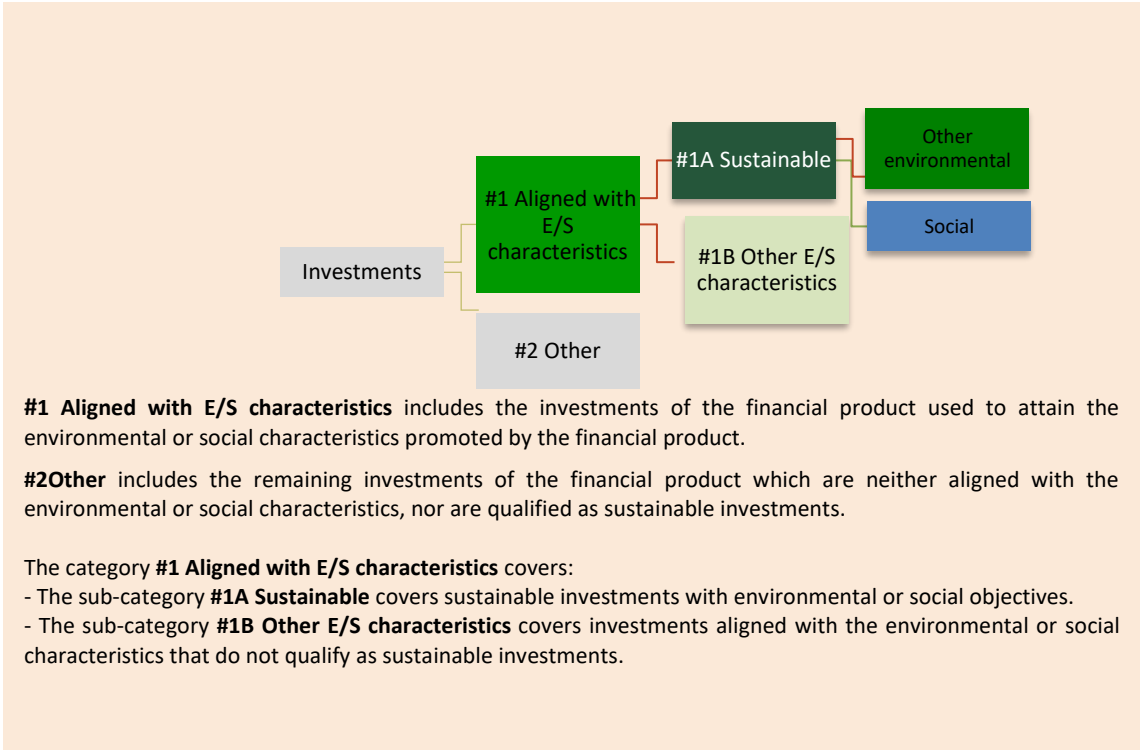 Other
environmental
#1A Sustainable
#1 Aligned with
E/S
characteristics
Social
#1B Other E/S
characteristics
Investments
#2 Other
#1 Aligned with E/S characteristics includes the investments of the financial product used to attain the
environmental or social characteristics promoted by the financial product.
#2Other includes the remaining investments of the financial product which are neither aligned with the
environmental or social characteristics, nor are qualified as sustainable investments.
The category #1 Aligned with E/S characteristics covers:
- The sub-category #1A Sustainable covers sustainable investments with environmental or social objectives.
- The sub-category #1B Other E/S characteristics covers investments aligned with the environmental or social
characteristics that do not qualify as sustainable investments.